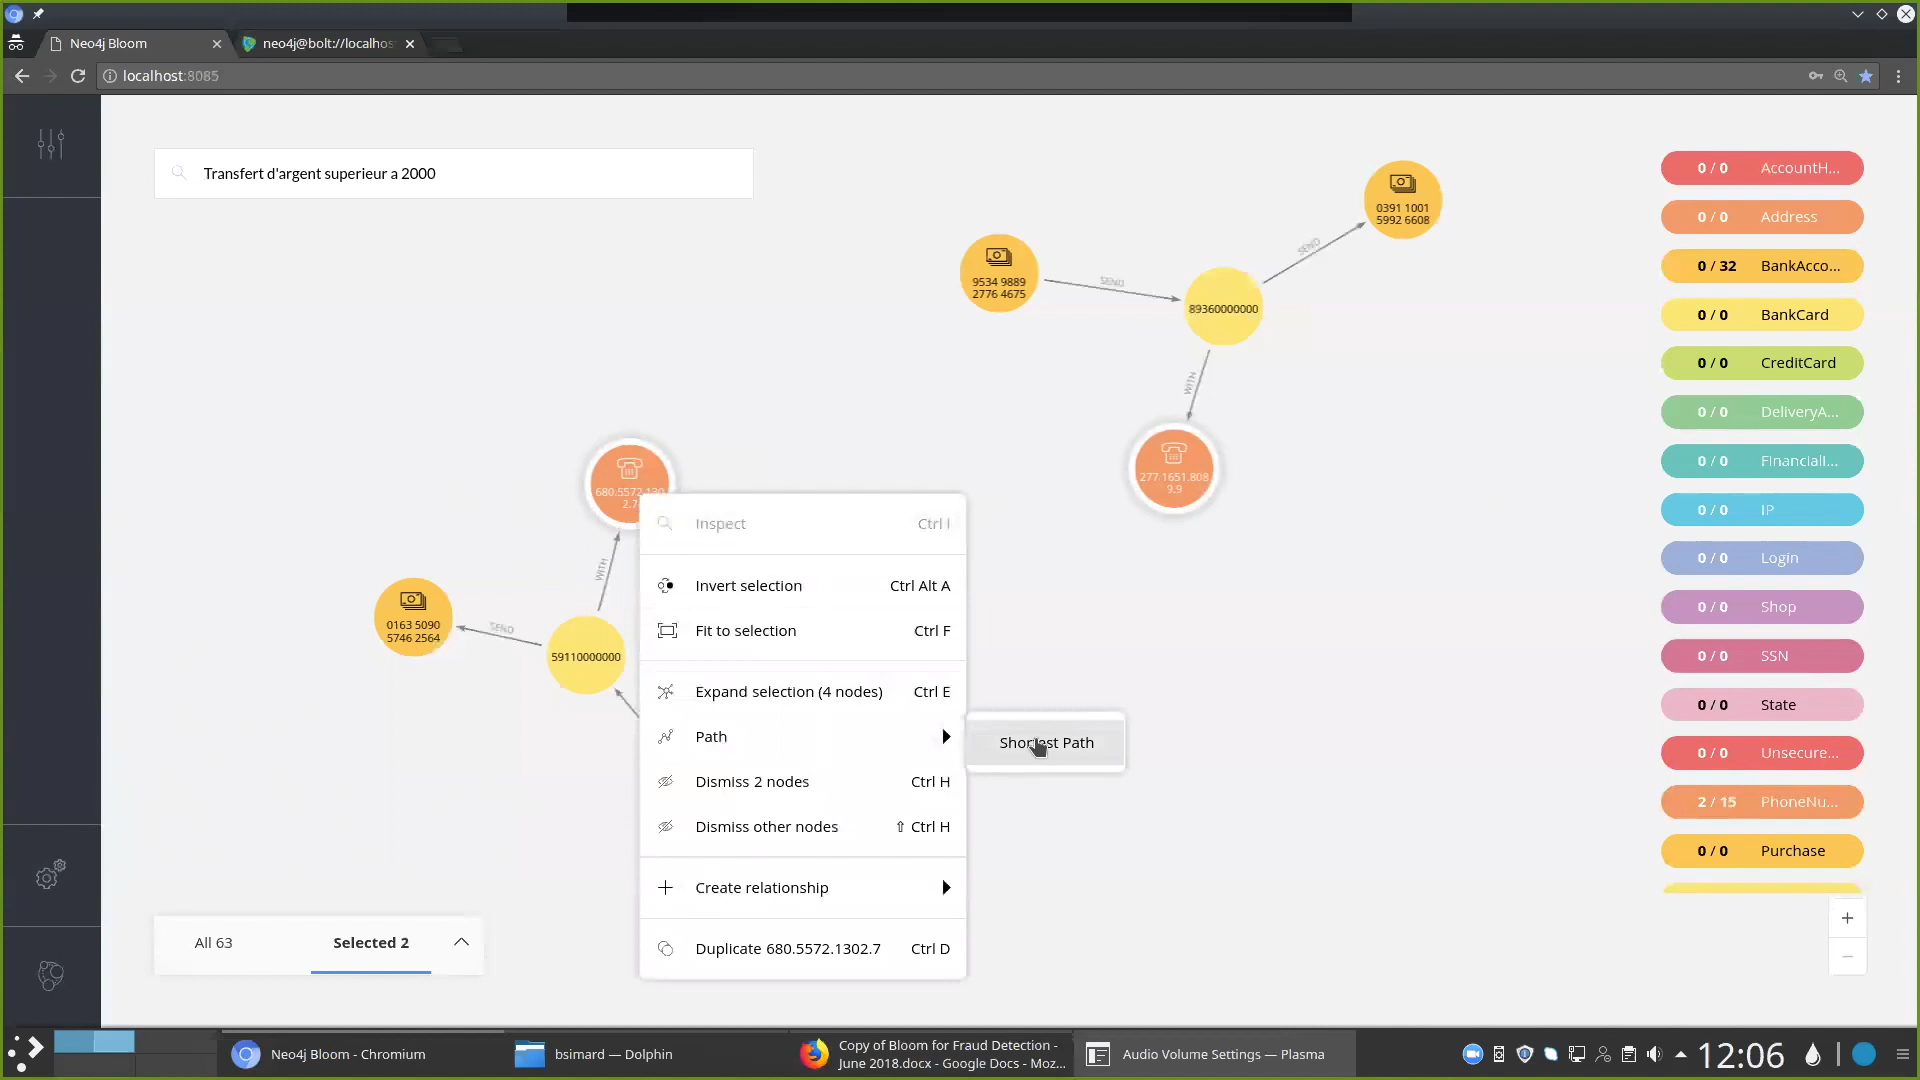 Neo4j Bloom
neo4j@bolt://localhos
localhost:8085
Transfert d'argent superieur a 2000
0391 1001
5992 6608
9534 9889
2776 4675
SEND
SEND
89360000000
WITH
277.1651.808
9.9
680.5572.130
2.7
WITH
0163 5090
5746 2564
SEND
59110000000
Inspect Ctrl I
Invert selection Ctrl Alt A
Fit to selection Ctrl F
Expand selection (4 nodes) Ctrl E
Path
Shortest Path
Dismiss 2 nodes Ctrl H
Dismiss other nodes ⇧ Ctrl H
Create relationship
Duplicate 680.5572.1302.7 Ctrl D
0 / 0 AccountH...
0 / 0 Address
0 / 32 BankAcco...
0 / 0 BankCard
0 / 0 CreditCard
0 / 0 DeliveryA...
0 / 0 FInancialI...
0 / 0 IP
0 / 0 Login
0 / 0 Shop
0 / 0 SSN
0 / 0 State
0 / 0 Unsecure...
2 / 15 PhoneNu...
0 / 0 Purchase
All 63 Selected 2
Neo4j Bloom - Chromium
bsimard — Dolphin
Copy of Bloom for Fraud Detection -
June 2018.docx - Google Docs - Moz...
Audio Volume Settings — Plasma
12:06